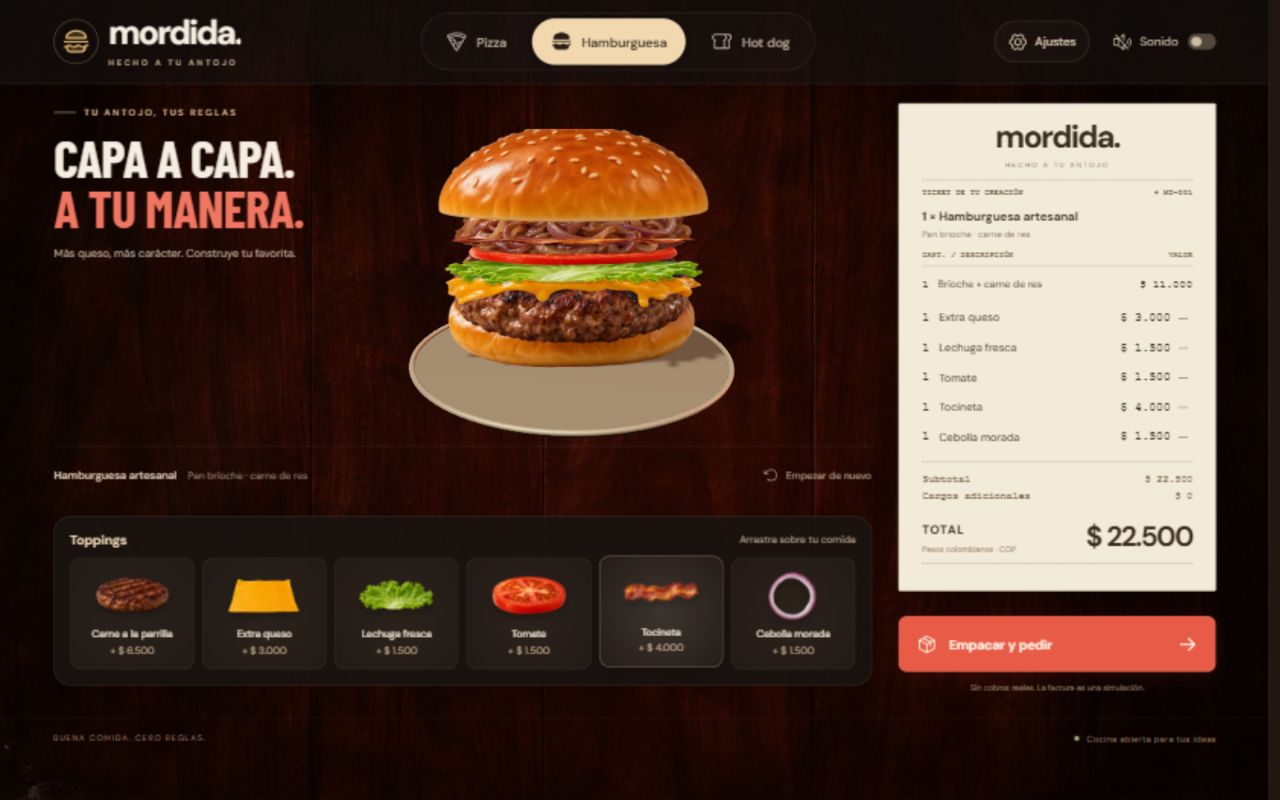 mordida.
HECHO A TU ANTOJO
Pizza
Hamburguesa
Hot dog
Ajustes
Sonido
TU ANTOJO, TUS REGLAS
CAPA A CAPA.
A TU MANERA.
Más queso, más carácter. Construye tu favorita.
Hamburguesa artesanal Pan brioche · carne de res
Empezar de nuevo
Toppings
Arrastra sobre tu comida
Carne a la parrilla
+ $ 6.500
Extra queso
+ $ 3.000
Lechuga fresca
+ $ 1.500
Tomate
+ $ 1.500
Tocineta
+ $ 4.000
Cebolla morada
+ $ 1.500
mordida.
HECHO A TU ANTOJO
TICKET DE TU CREACIÓN
1 × Hamburguesa artesanal
Pan brioche · carne de res
CANT. / DESCRIPCIÓN VALOR
1 Brioche + carne de res $ 11.000
1 Extra queso $ 3.000 —
1 Lechuga fresca $ 1.500 —
1 Tomate $ 1.500 —
1 Tocineta $ 4.000 —
1 Cebolla morada $ 1.500 —
Subtotal $ 22.500
Cargos adicionales $ 0
TOTAL $ 22.500
Pesos colombianos · COP
Empacar y pedir
Sin cobros reales. La factura es una simulación.
BUENA COMIDA. CERO REGLAS.
Cocina abierta para tus ideas